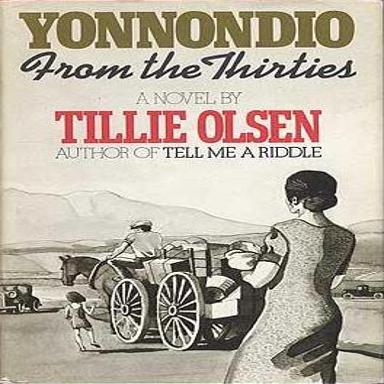 YONNONDIO
From the Thirties
A NOVEL BY
TILLIE OLSEN
AUTHOR OF TELL ME A RIDDLE